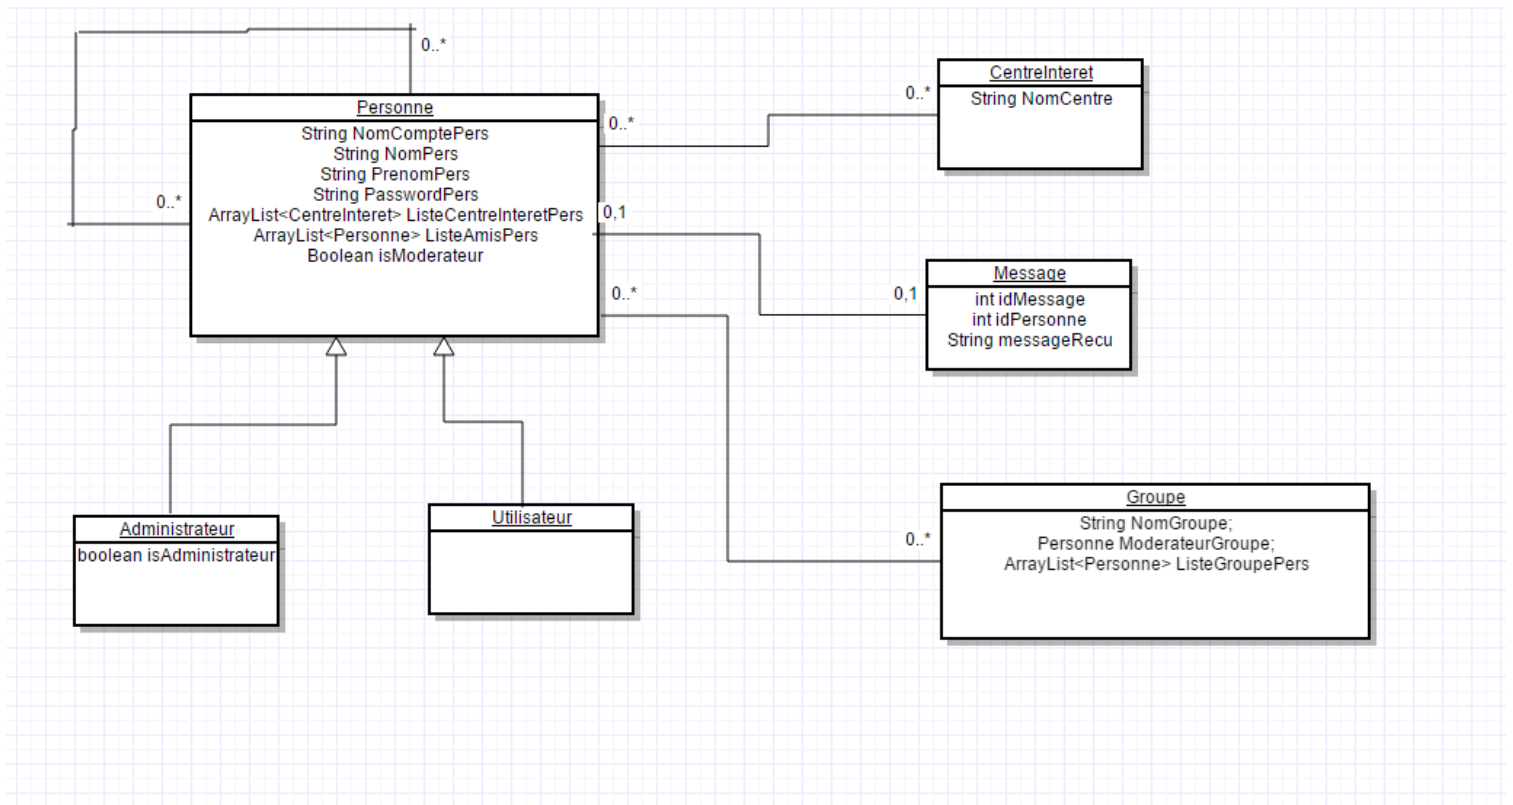 0..*
Personne
String NomComptePers
String NomPers
String PrenomPers
String PasswordPers
ArrayList<CentreInteret> ListeCentreInteretPers
ArrayList<Personne> ListeAmisPers
Boolean isModerateur
0..*
0..*
0..*
CentreInteret
String NomCentre
0,1
0,1
Message
int idMessage
int idPersonne
String messageRecu
0..*
0..*
Groupe
String NomGroupe;
Personne ModerateurGroupe;
ArrayList<Personne> ListeGroupePers
Administrateur
boolean isAdministrateur
Utilisateur